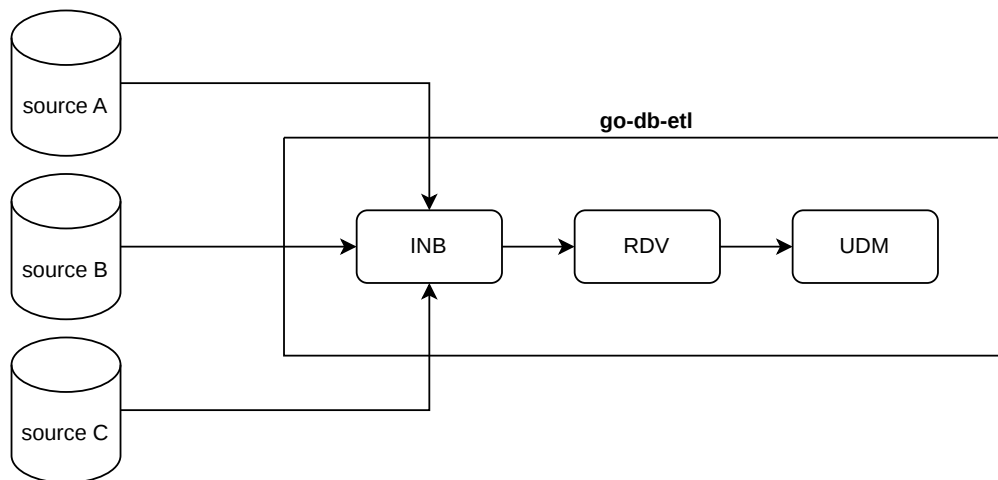 source A
go-db-etl
source B
INB
RDV
UDM
source C